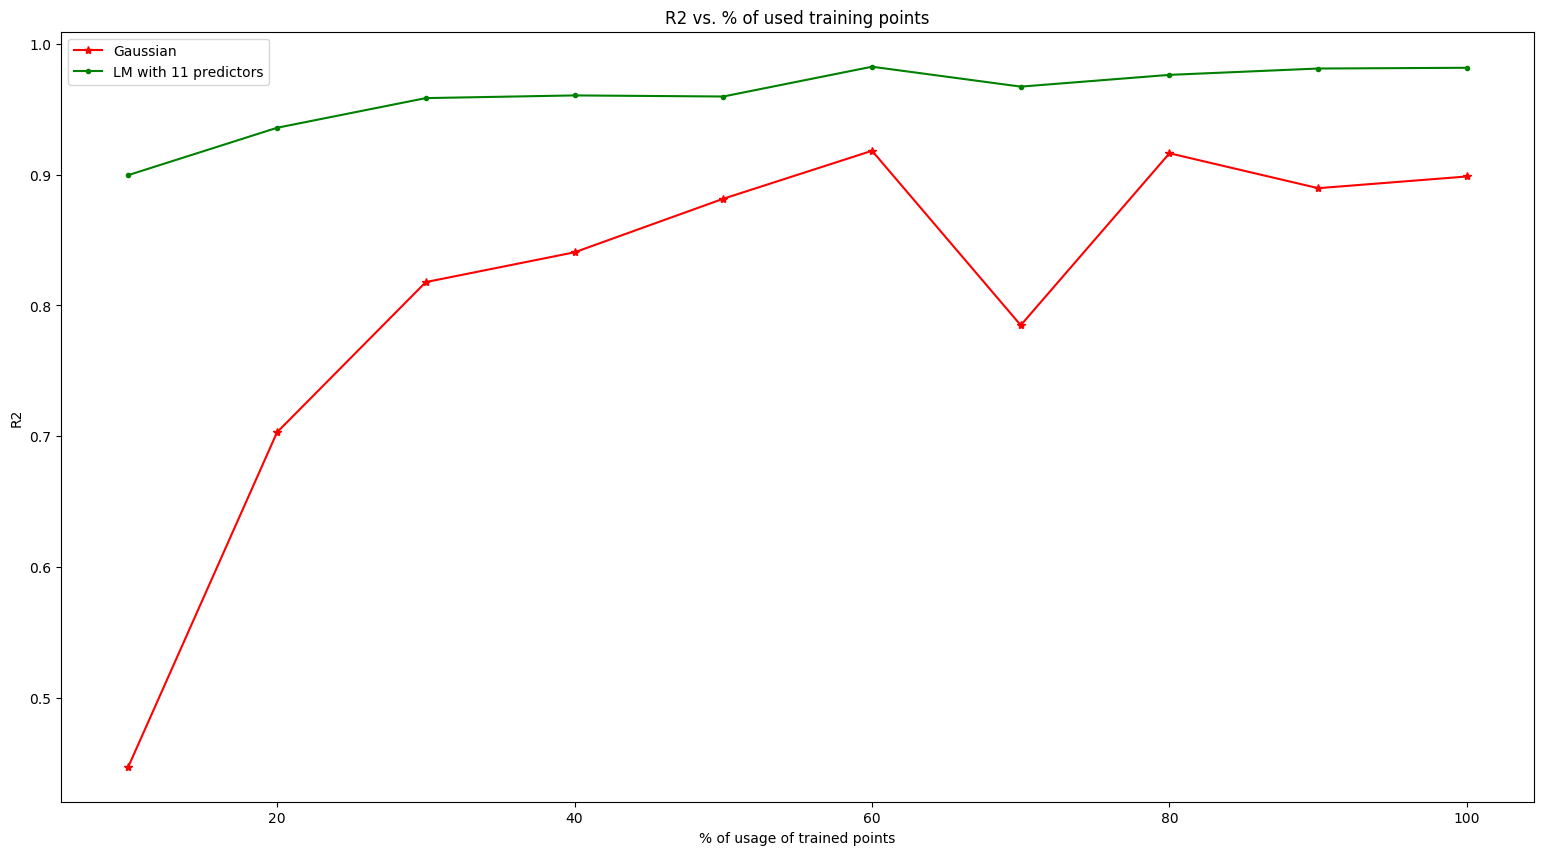 R2 vs. % of used training points
Gaussian
LM with 11 predictors
1.0
0.9
0.8
0.7
0.6
0.5
R2
20
40
60
80
100
% of usage of trained points